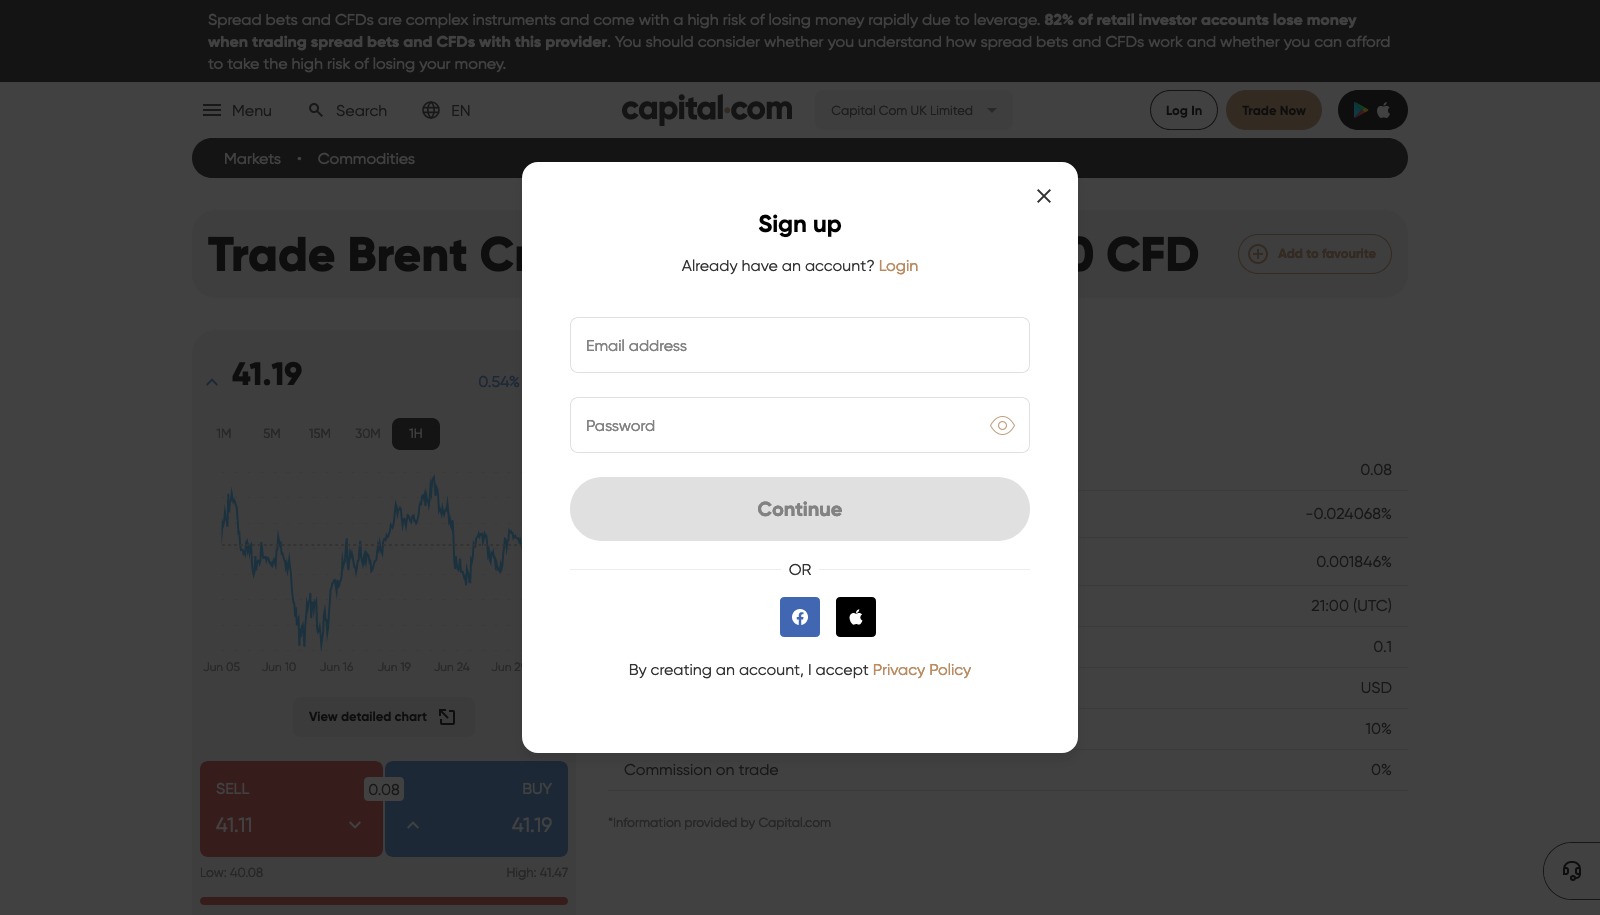 Spread bets and CFDs are complex instruments and come with a high risk of losing money rapidly due to leverage. 82% of retail investor accounts lose money
when trading spread bets and CFDs with this provider. You should consider whether you understand how spread bets and CFDs work and whether you can afford
to take the high risk of losing your money.
Menu
Search
EN
capital.com
Capital Com UK Limited
Log In
Trade Now
Markets • Commodities
Trade Brent
CFD
Add to favourite
Sign up
Already have an account? Login
Email address
Password
Continue
OR
By creating an account, I accept Privacy Policy
41.19
0.54%
1M 5M 15M 30M 1H
Jun 05 Jun 10 Jun 16 Jun 19 Jun 24 Jun
View detailed chart
SELL
41.11
0.08
BUY
41.19
Low: 40.08
High: 41.47
0.08
-0.024068%
0.001846%
21:00 (UTC)
0.1
USD
10%
Commission on trade 0%
*Information provided by Capital.com